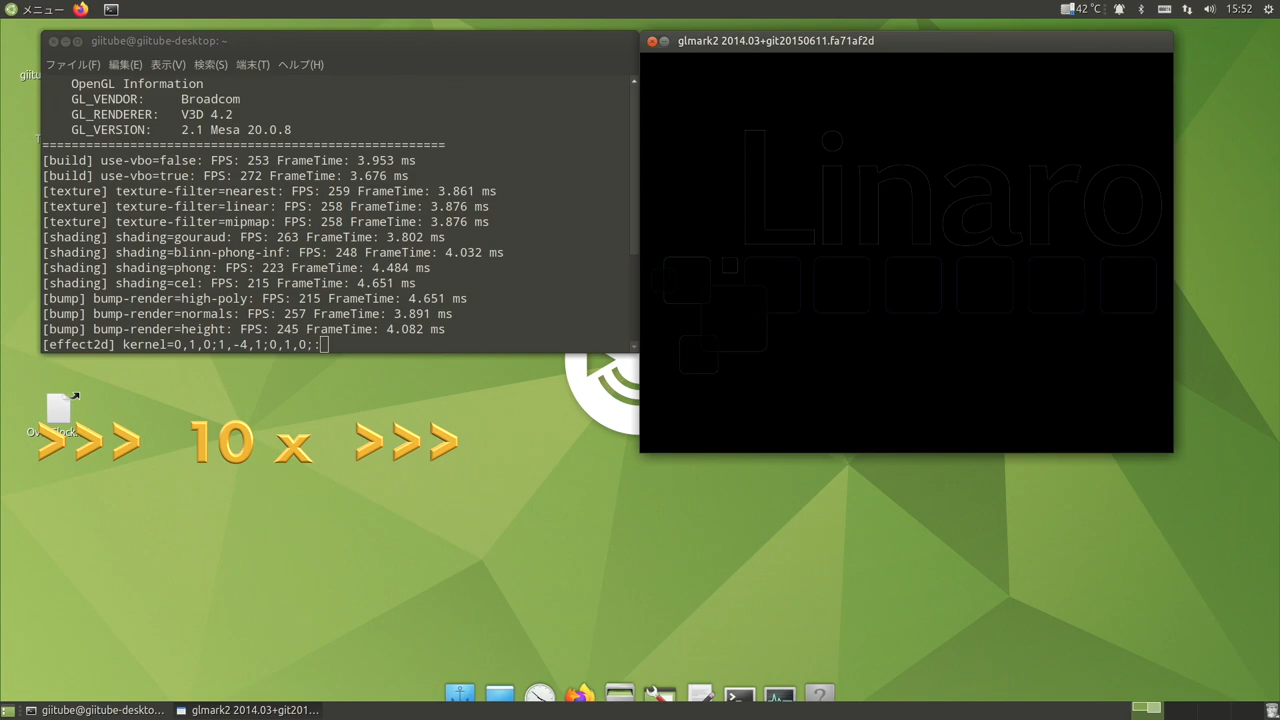 メニュー
42 ℃
15:52
giitube@giitube-desktop: ~
ファイル(F) 編集(E) 表示(V) 検索(S) 端末(T) ヘルプ(H)
OpenGL Information
GL_VENDOR: Broadcom
GL_RENDERER: V3D 4.2
GL_VERSION: 2.1 Mesa 20.0.8
=======================================================
[build] use-vbo=false: FPS: 253 FrameTime: 3.953 ms
[build] use-vbo=true: FPS: 272 FrameTime: 3.676 ms
[texture] texture-filter=nearest: FPS: 259 FrameTime: 3.861 ms
[texture] texture-filter=linear: FPS: 258 FrameTime: 3.876 ms
[texture] texture-filter=mipmap: FPS: 258 FrameTime: 3.876 ms
[shading] shading=gouraud: FPS: 263 FrameTime: 3.802 ms
[shading] shading=blinn-phong-inf: FPS: 248 FrameTime: 4.032 ms
[shading] shading=phong: FPS: 223 FrameTime: 4.484 ms
[shading] shading=cel: FPS: 215 FrameTime: 4.651 ms
[bump] bump-render=high-poly: FPS: 215 FrameTime: 4.651 ms
[bump] bump-render=normals: FPS: 257 FrameTime: 3.891 ms
[bump] bump-render=height: FPS: 245 FrameTime: 4.082 ms
[effect2d] kernel=0,1,0;1,-4,1;0,1,0;:
glmark2 2014.03+git20150611.fa71af2d
Linaro
>>> 10 x >>>
giitube@giitube-deskto...
glmark2 2014.03+git201...